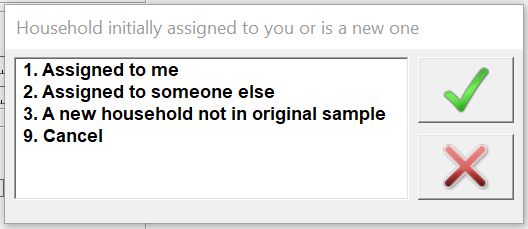 Household initially assigned to you or is a new one
1. Assigned to me
2. Assigned to someone else
3. A new household not in original sample
9. Cancel